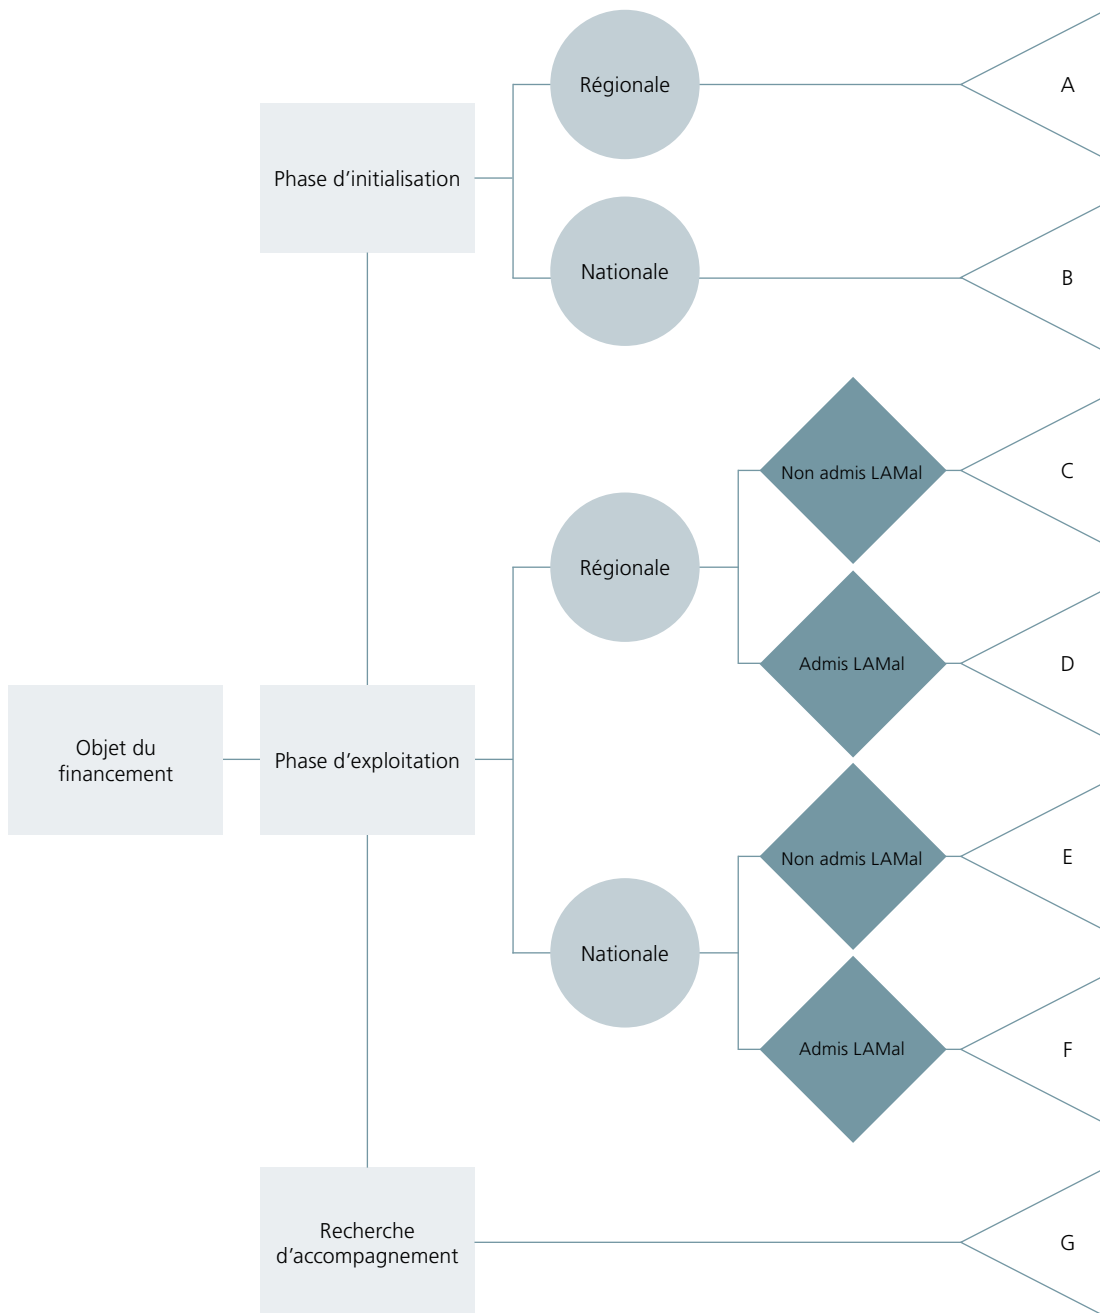 Régionale
A
Phase d’initialisation
Nationale
B
Non admis LAMal
C
Régionale
Admis LAMal
D
Objet du
financement
Phase d’exploitation
Non admis LAMal
E
Nationale
Admis LAMal
F
Recherche
d’accompagnement
G